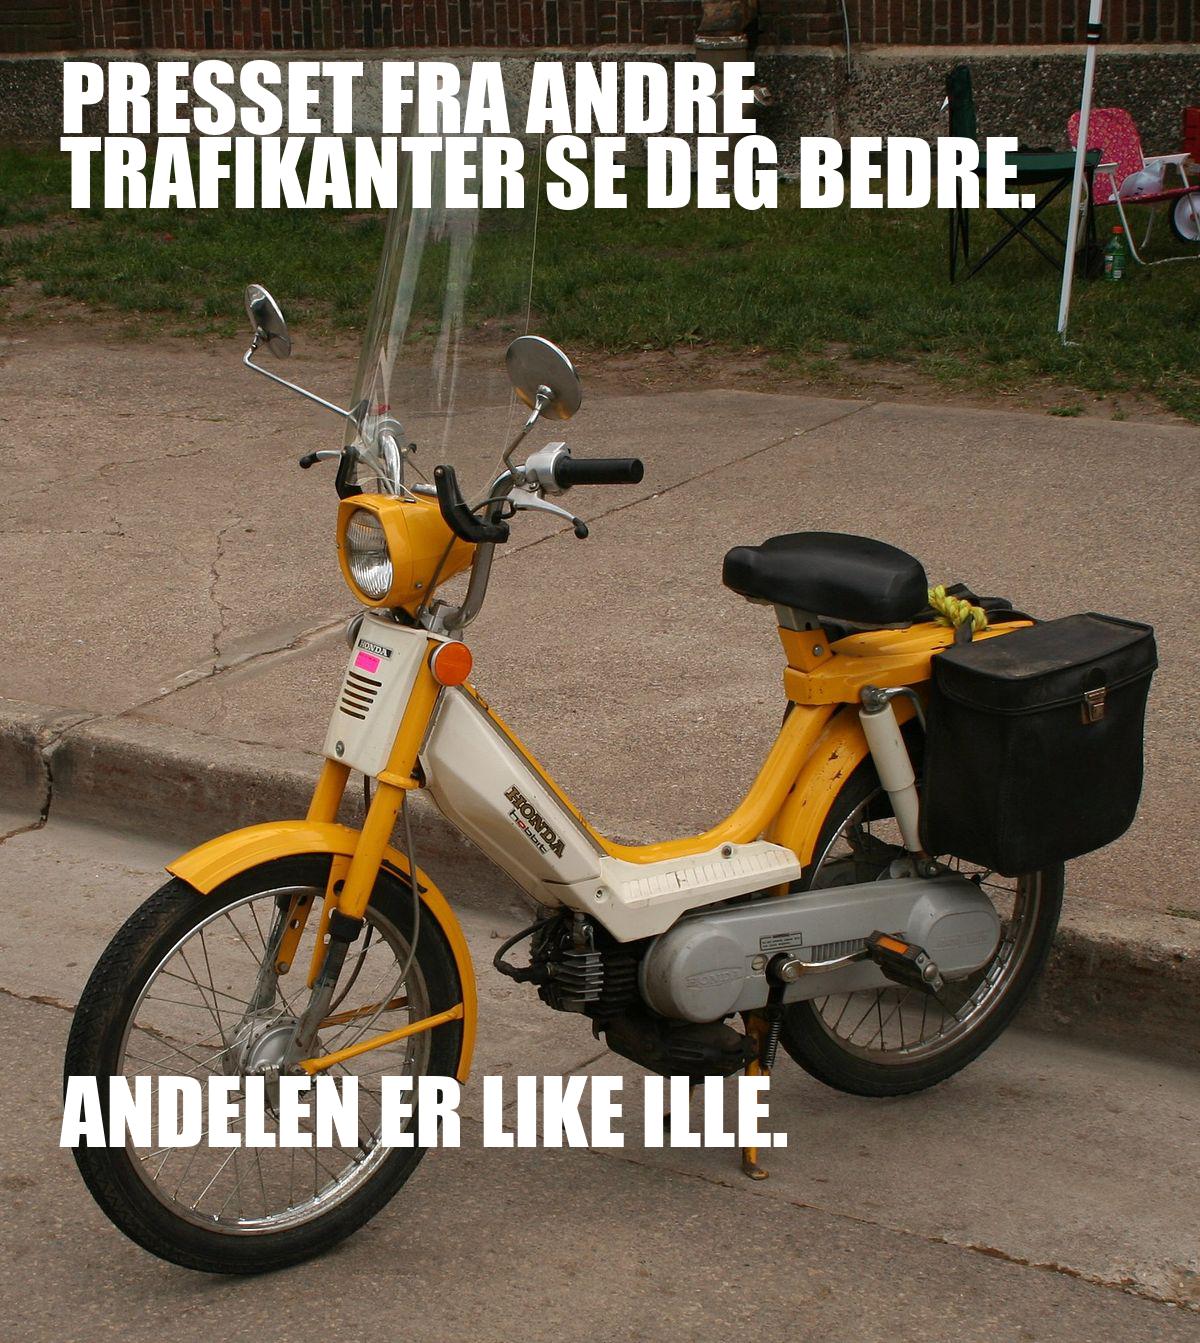 PRESSET FRA ANDRE
TRAFIKANTER SE DEG BEDRE.
HONDA
HONDA
hobbit
HONDA
ANDELEN ER LIKE ILLE.